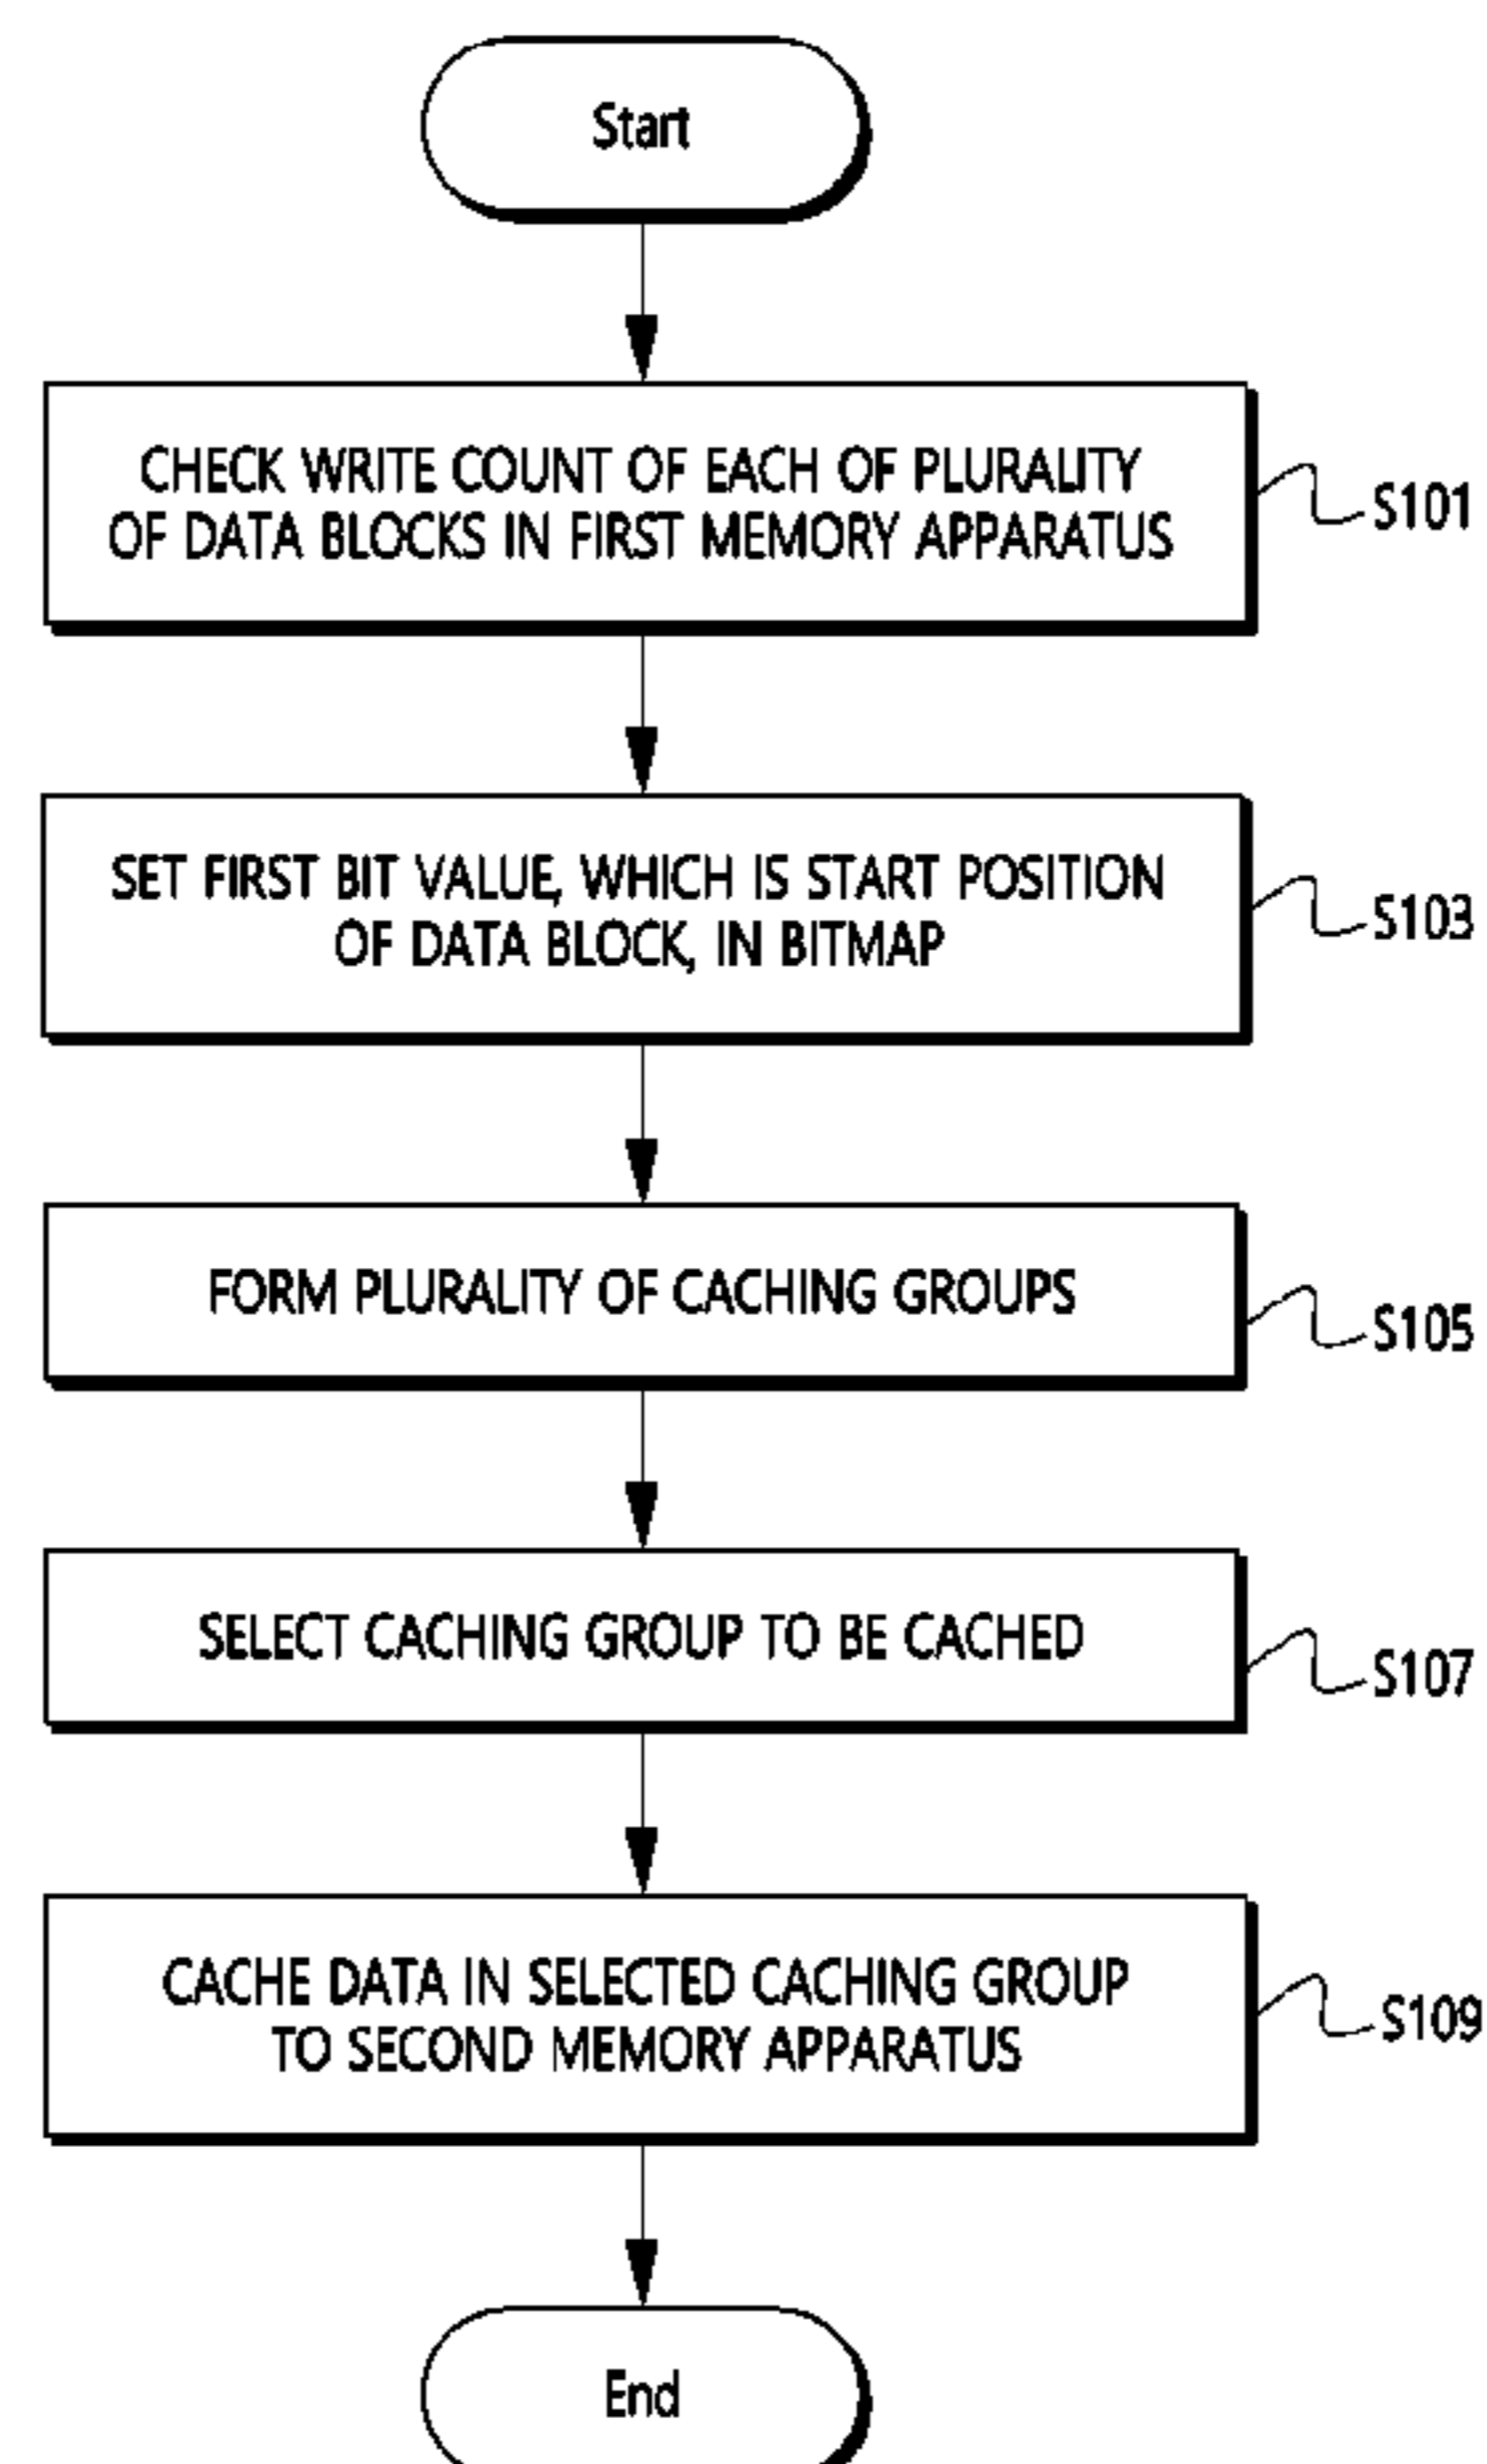 Start
CHECK WRITE COUNT OF EACH OF PLURALITY
OF DATA BLOCKS IN FIRST MEMORY APPARATUS
S101
SET FIRST BIT VALUE, WHICH IS START POSITION
OF DATA BLOCK, IN BITMAP
S103
FORM PLURALITY OF CACHING GROUPS
S105
SELECT CACHING GROUP TO BE CACHED
S107
CACHE DATA IN SELECTED CACHING GROUP
TO SECOND MEMORY APPARATUS
S109
End